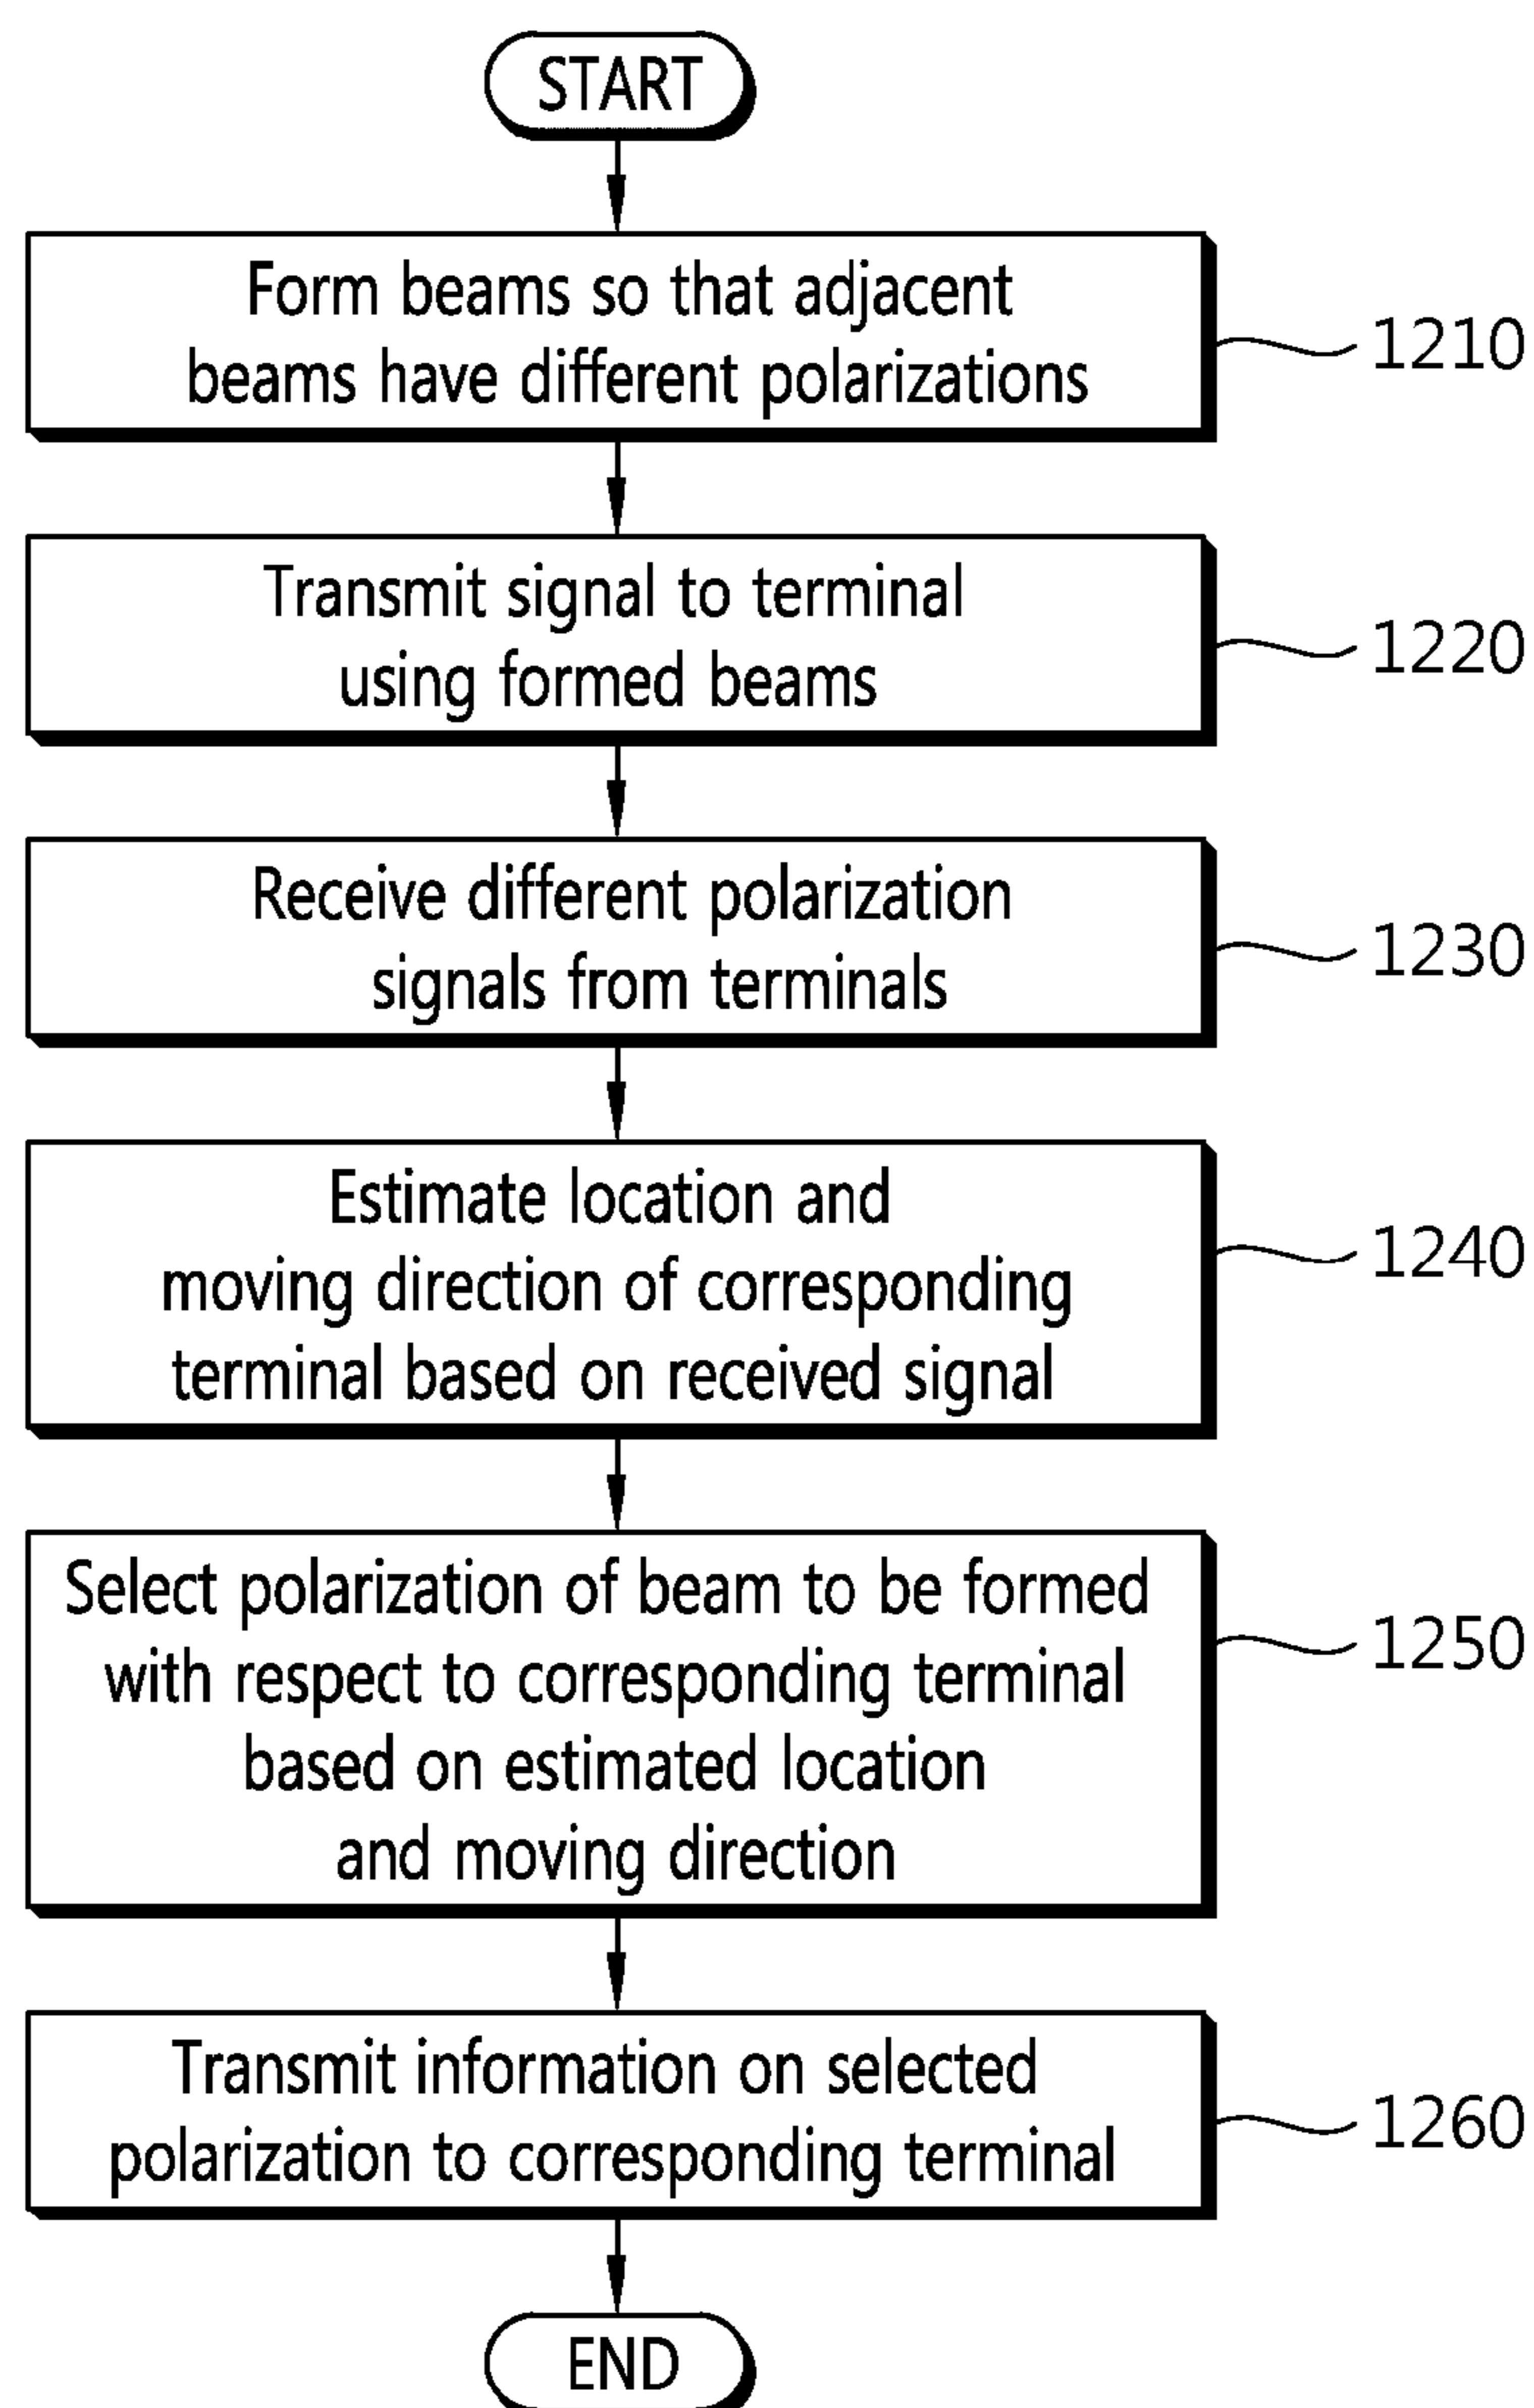 START
Form beams so that adjacent
beams have different polarizations
1210
Transmit signal to terminal
using formed beams
1220
Receive different polarization
signals from terminals
1230
Estimate location and
moving direction of corresponding
terminal based on received signal
1240
Select polarization of beam to be formed
with respect to corresponding terminal
based on estimated location
and moving direction
1250
Transmit information on selected
polarization to corresponding terminal
1260
END